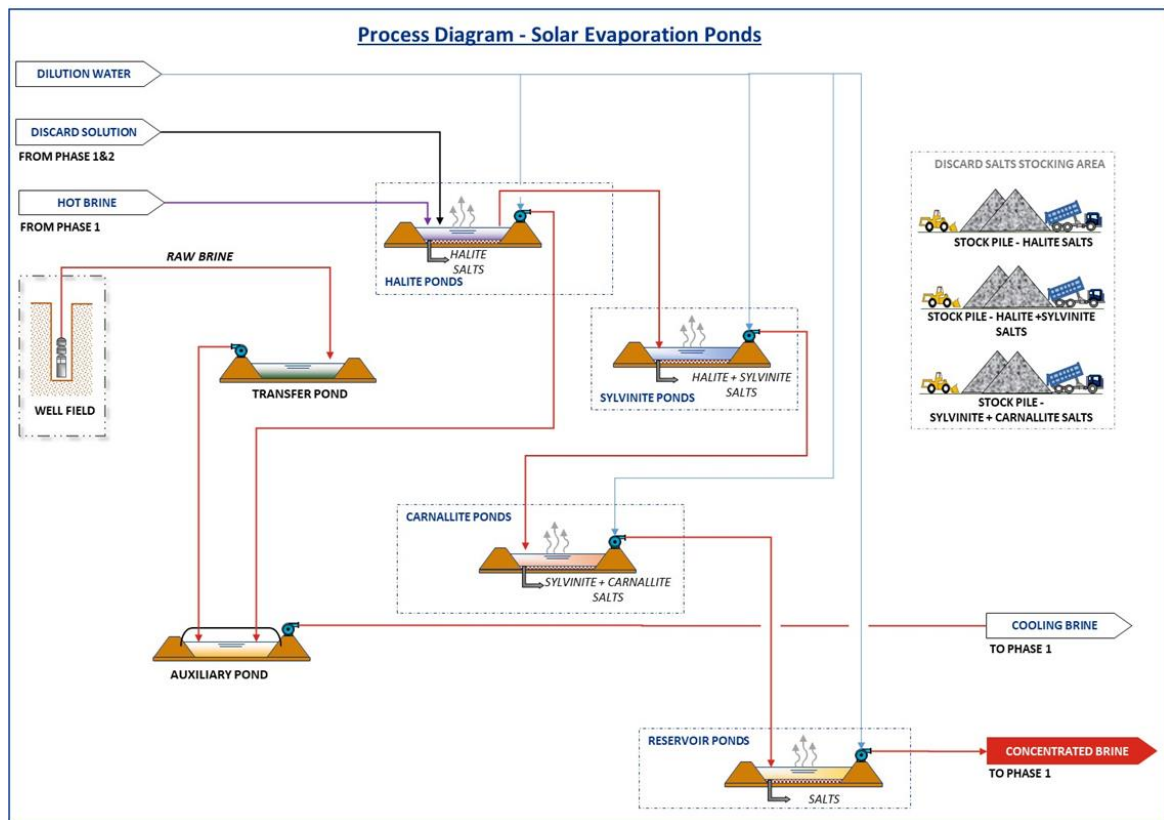 Process Diagram - Solar Evaporation Ponds
DILUTION WATER
DISCARD SOLUTION
FROM PHASE 1&2
HOT BRINE
FROM PHASE 1
RAW BRINE
WELL FIELD
TRANSFER POND
HALITE
SALTS
HALITE PONDS
HALITE + SYLVINITE
SALTS
SYLVINITE PONDS
DISCARD SALTS STOCKING AREA
STOCK PILE - HALITE SALTS
STOCK PILE - HALITE +SYLVINITE
SALTS
STOCK PILE -
SYLVINITE + CARNALLITE SALTS
CARNALLITE PONDS
SYLVINITE + CARNALLITE
SALTS
AUXILIARY POND
COOLING BRINE
TO PHASE 1
RESERVOIR PONDS
SALTS
CONCENTRATED BRINE
TO PHASE 1